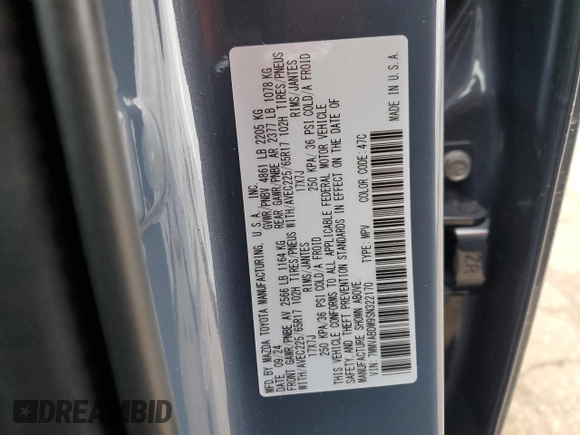 MFD.BY MAZDA TOYOTA MANUFACTURING, U.S.A., INC.
DATE: 09/24 GVWR/PNBV 4861 LB 2205 KG
FRONT GAWR/PNBE AV 2566 LB 1164 KG REAR GAWR/PNBE AR 2377 LB 1078 KG
WITH/AVEC225/65R17 102H TIRES/PNEUS WITH/AVEC225/65R17 102H TIRES/PNEUS
17X7J RIMS/JANTES 17X7J RIMS/JANTES
250 KPA/36 PSI COLD/A FROID 250 KPA/36 PSI COLD/A FROID
THIS VEHICLE CONFORMS TO ALL APPLICABLE FEDERAL MOTOR VEHICLE
SAFETY, AND THEFT PREVENTION STANDARDS IN EFFECT ON THE DATE OF
MANUFACTURE SHOWN ABOVE.
VIN: 7MMVABDM9SN322170 TYPE: MPV COLOR CODE: 47C
MADE IN U.S.A.
2R
DREAMBID